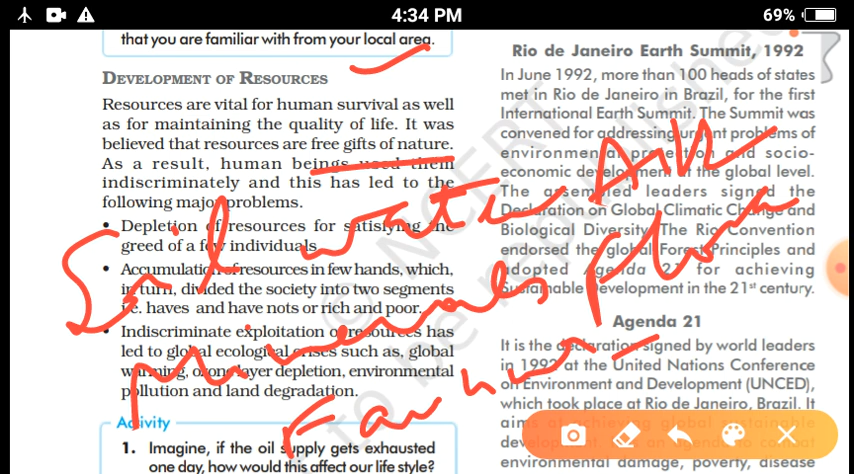 4:34 PM
69%
that you are familiar with from your local area.
DEVELOPMENT OF RESOURCES
Resources are vital for human survival as well
as for maintaining the quality of life. It was
believed that resources are free gifts of nature.
As a result, human beings used them
indiscriminately and this has led to the
following major problems.
• Depletion of resources for satisfying the
greed of a few individuals.
• Accumulation of resources in few hands, which,
in turn, divided the society into two segments
i.e. haves and have nots or rich and poor.
• Indiscriminate exploitation of resources has
led to global ecological crises such as, global
warming, ozone layer depletion, environmental
pollution and land degradation.
Activity
1. Imagine, if the oil supply gets exhausted
one day, how would this affect our life style?
Rio de Janeiro Earth Summit, 1992
In June 1992, more than 100 heads of states
met in Rio de Janeiro in Brazil, for the first
International Earth Summit. The Summit was
convened for addressing urgent problems of
environmental protection and socio-
economic development at the global level.
The assembled leaders signed the
Declaration on Global Climatic Change and
Biological Diversity. The Rio Convention
endorsed the global Forest Principles and
adopted Agenda 21 for achieving
Sustainable Development in the 21st century.
Agenda 21
It is the declaration signed by world leaders
in 1992 at the United Nations Conference
on Environment and Development (UNCED),
which took place at Rio de Janeiro, Brazil. It
aims at achieving global sustainable
environmental damage, poverty, disease
© NCERT
Soil